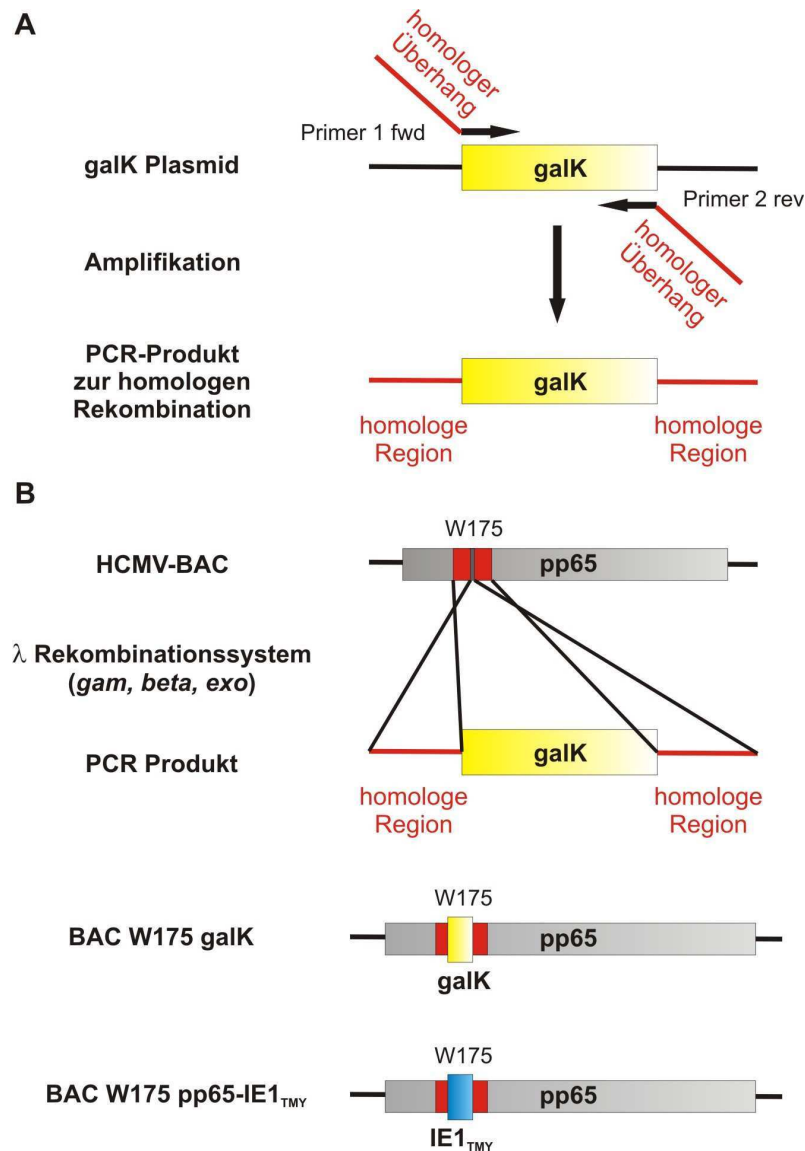 A
homologer
Überhang
Primer 1 fwd
galK Plasmid
galK
Primer 2 rev
homologer
Überhang
Amplifikation
PCR-Produkt
zur homologen
Rekombination
galK
homologe
Region
homologe
Region
B
W175
HCMV-BAC
pp65
λ Rekombinationssystem
(gam, beta, exo)
PCR Produkt
galK
homologe
Region
homologe
Region
W175
BAC W175 galK
pp65
galK
W175
BAC W175 pp65-IE1TMY
pp65
IE1TMY